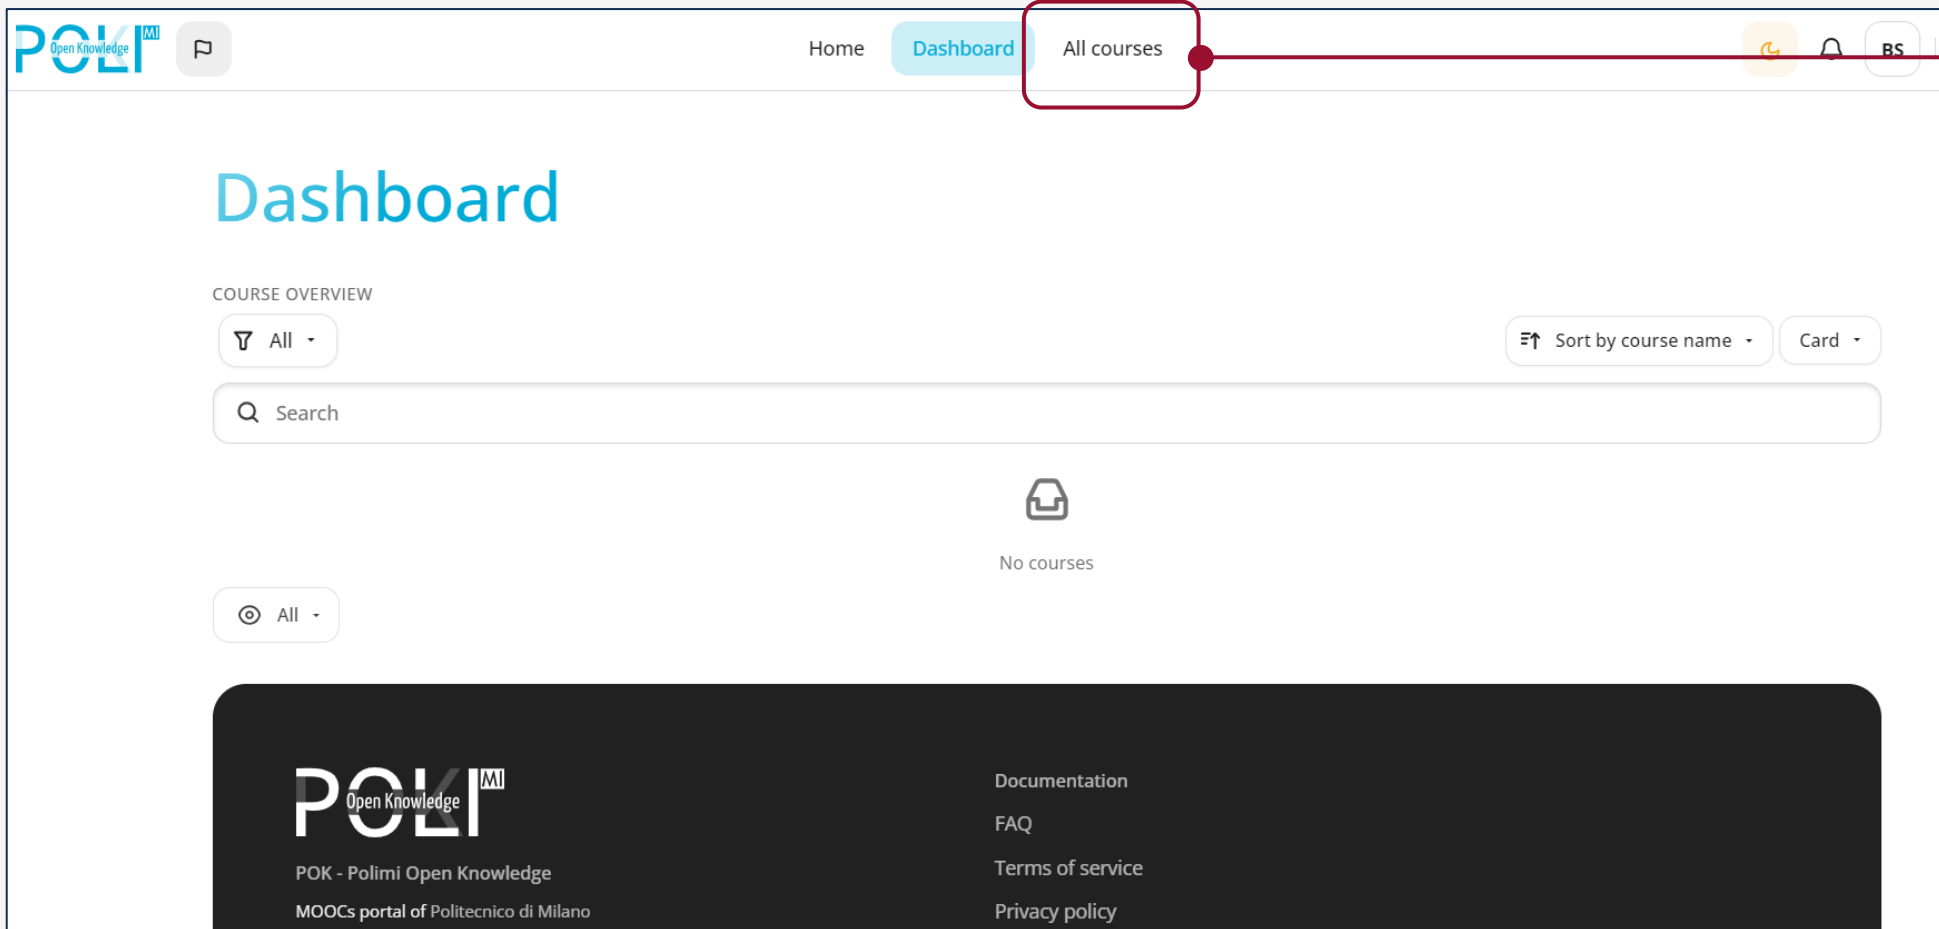 POLI MI
Open Knowledge
Home
Dashboard
All courses
BS
Dashboard
COURSE OVERVIEW
All
Sort by course name
Card
Search
No courses
All
POLI MI
Open Knowledge
POK - Polimi Open Knowledge
MOOCs portal of Politecnico di Milano
Documentation
FAQ
Terms of service
Privacy policy